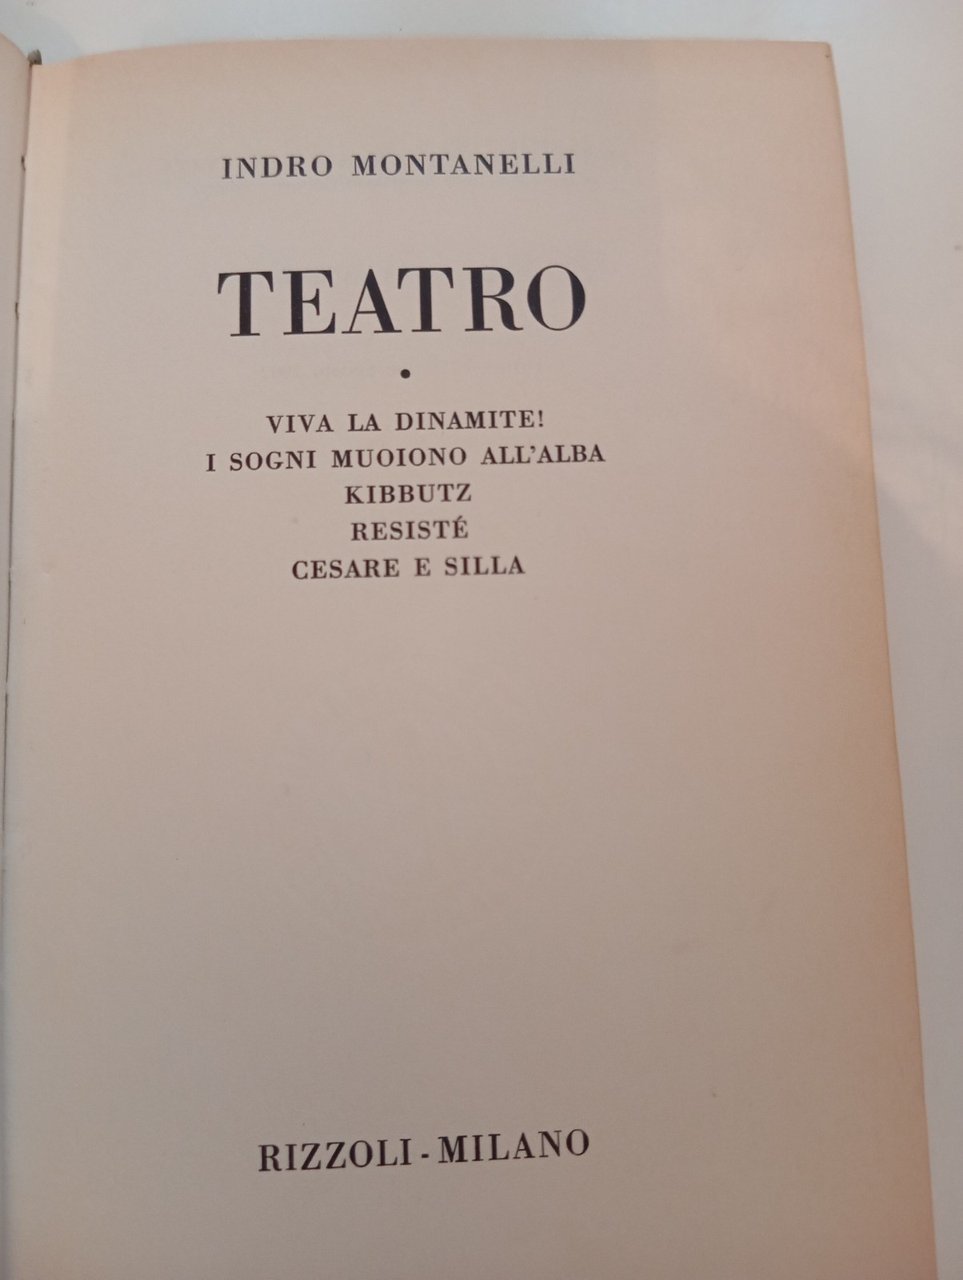 INDRO MONTANELLI
TEATRO
•
VIVA LA DINAMITE!
I SOGNI MUOIONO ALL'ALBA
KIBBUTZ
RESISTÉ
CESARE E SILLA
RIZZOLI - MILANO